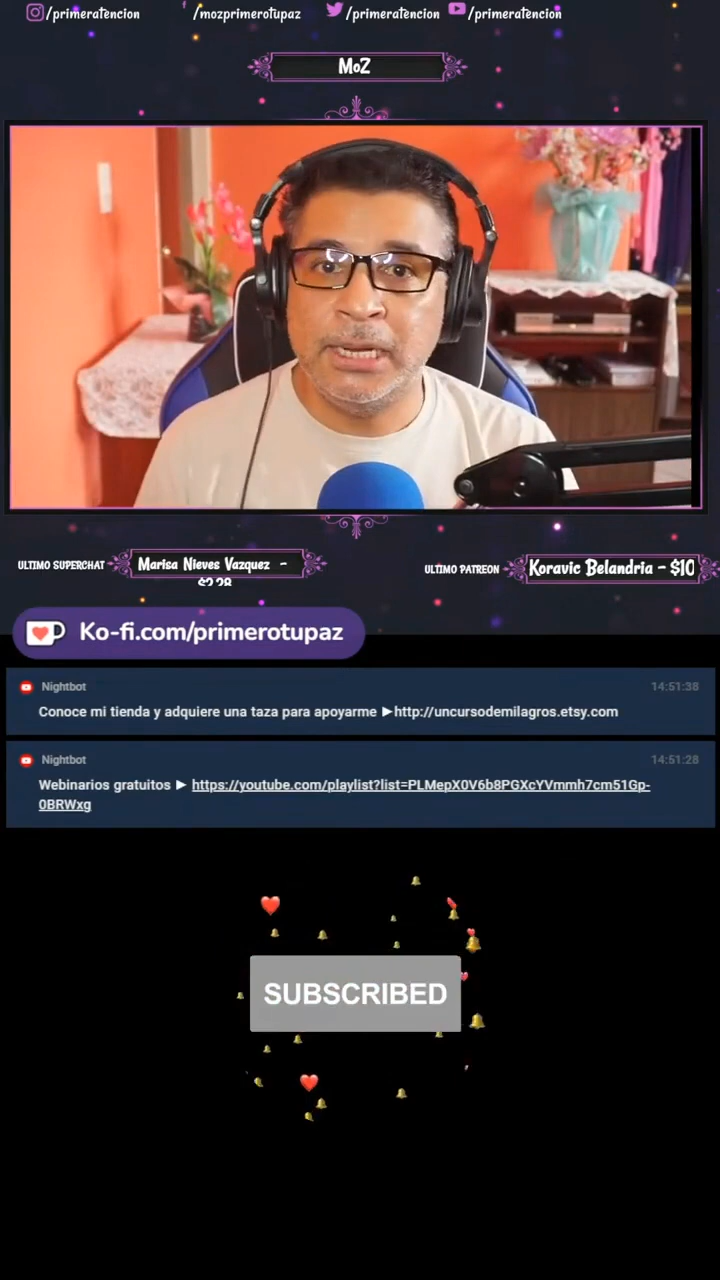 /primeratencion
/mozprimerotupaz
/primeratencion
/primeratencion
MoZ
ULTIMO SUPERCHAT
Marisa Nieves Vazquez -
$2.28
ULTIMO PATREON
Koravic Belandria - $10
Ko-fi.com/primerotupaz
Nightbot
14:51:38
Conoce mi tienda y adquiere una taza para apoyarme ►http://uncursodemilagros.etsy.com
Nightbot
14:51:28
Webinarios gratuitos ► https://youtube.com/playlist?list=PLMepX0V6b8PGXcYVmmh7cm51Gp-
0BRWxg
SUBSCRIBED